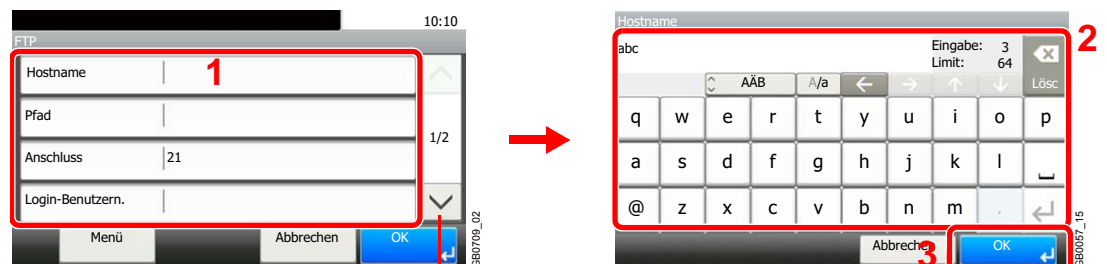 10:10
FTP
Hostname
1
Pfad
1/2
Anschluss 21
Login-Benutzern.
Menü Abbrechen OK
GB0709_02
Hostname
2
abc Eingabe: 3
Limit: 64
AÄB A/a Lösc
q w e r t y u i o p
a s d f g h j k l
@ z x c v b n m .
Abbrechen 3 OK
GB0057_15